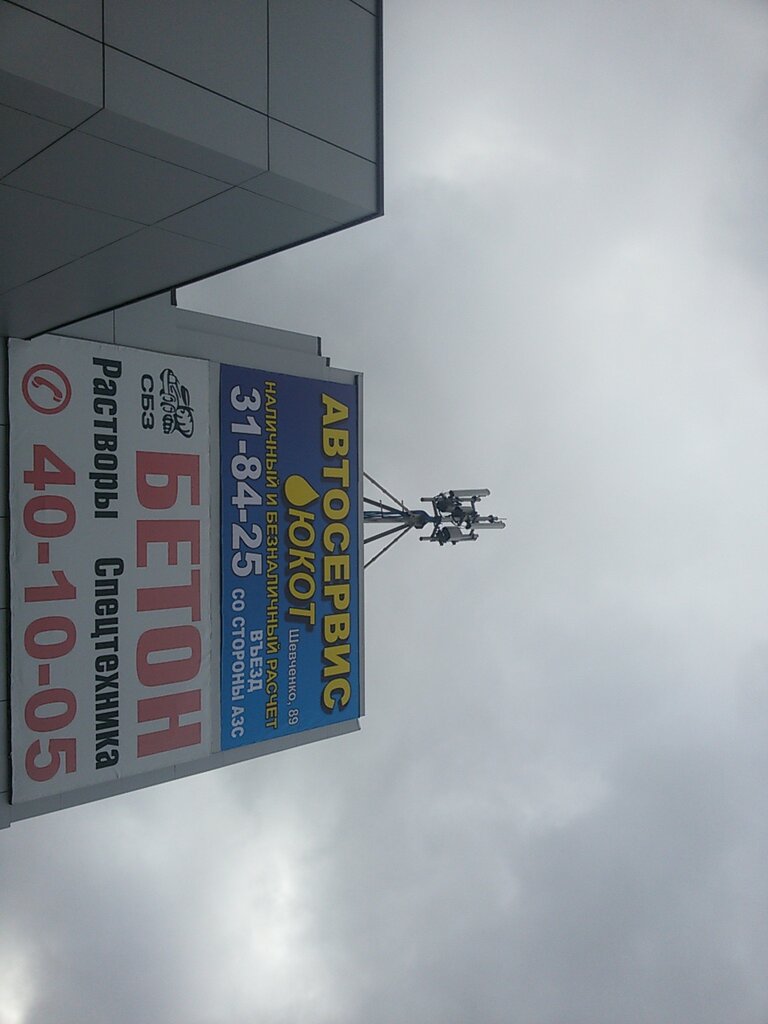 АВТОСЕРВИС
ЮКОТ
Шевченко, 89
НАЛИЧНЫЙ И БЕЗНАЛИЧНЫЙ РАСЧЕТ
31-84-25
ВЪЕЗД
СО СТОРОНЫ АЗС
СБЗ
БЕТОН
Растворы Спецтехника
40-10-05